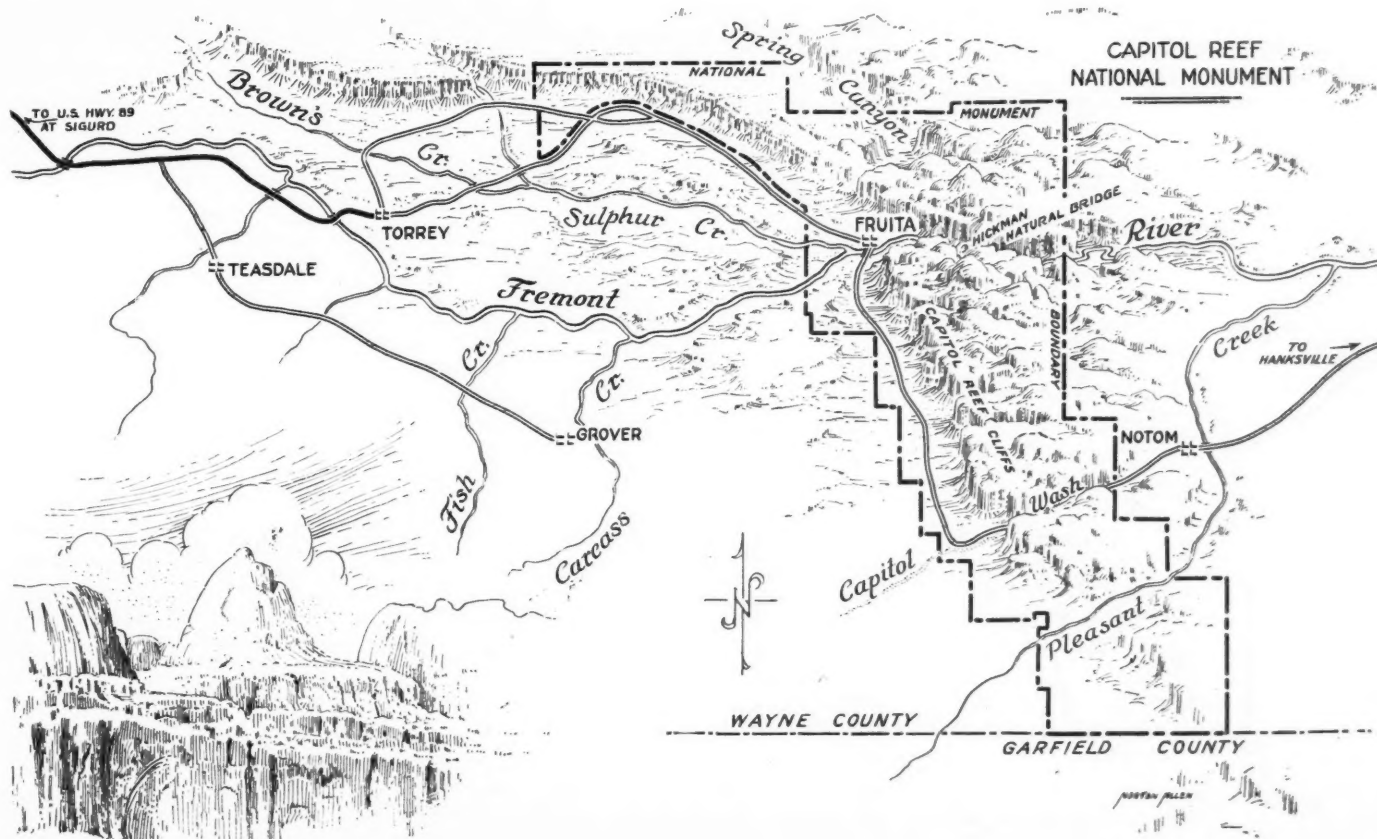 CAPITOL REEF
NATIONAL MONUMENT
Spring
Canyon
NATIONAL
MONUMENT
BOUNDARY
TO U.S. HWY. 89
AT SIGURD
Brown's
Cr.
Sulphur Cr.
TORREY
TEASDALE
FRUITA
HICKMAN
NATURAL BRIDGE
Fremont
River
CAPITOL REEF CLIFFS
Creek
TO
HANKSVILLE
Cr.
Cr.
GROVER
NOTOM
Fish
Carcass
Wash
Capitol
N
Pleasant
WAYNE COUNTY
GARFIELD COUNTY
NORTON ALLEN